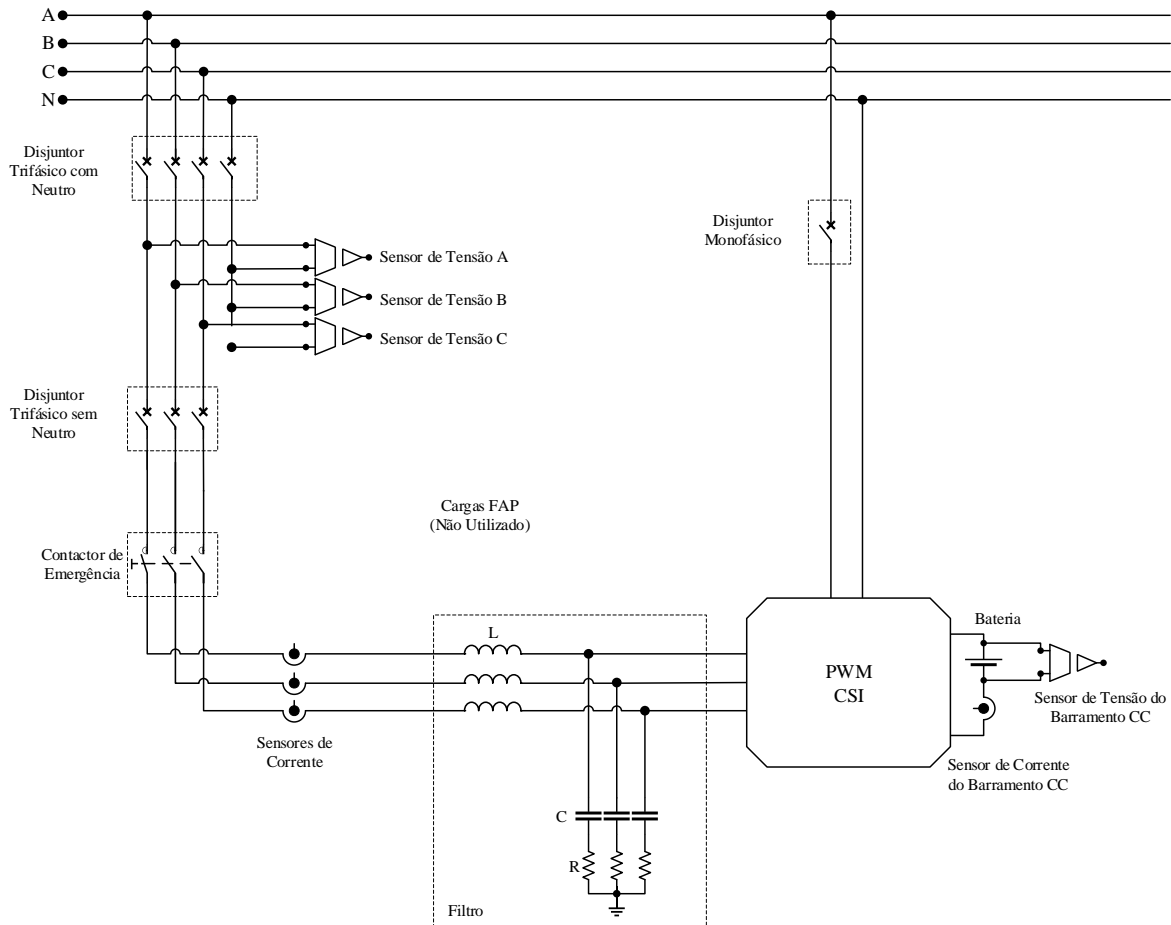 A
B
C
N
Disjuntor
Trifásico com
Neutro
Disjuntor
Monofásico
Sensor de Tensão A
Sensor de Tensão B
Sensor de Tensão C
Disjuntor
Trifásico sem
Neutro
Cargas FAP
(Não Utilizado)
Contactor de
Emergência
L
Bateria
PWM
CSI
Sensor de Tensão do
Barramento CC
Sensores de
Corrente
Sensor de Corrente
do Barramento CC
C
R
Filtro